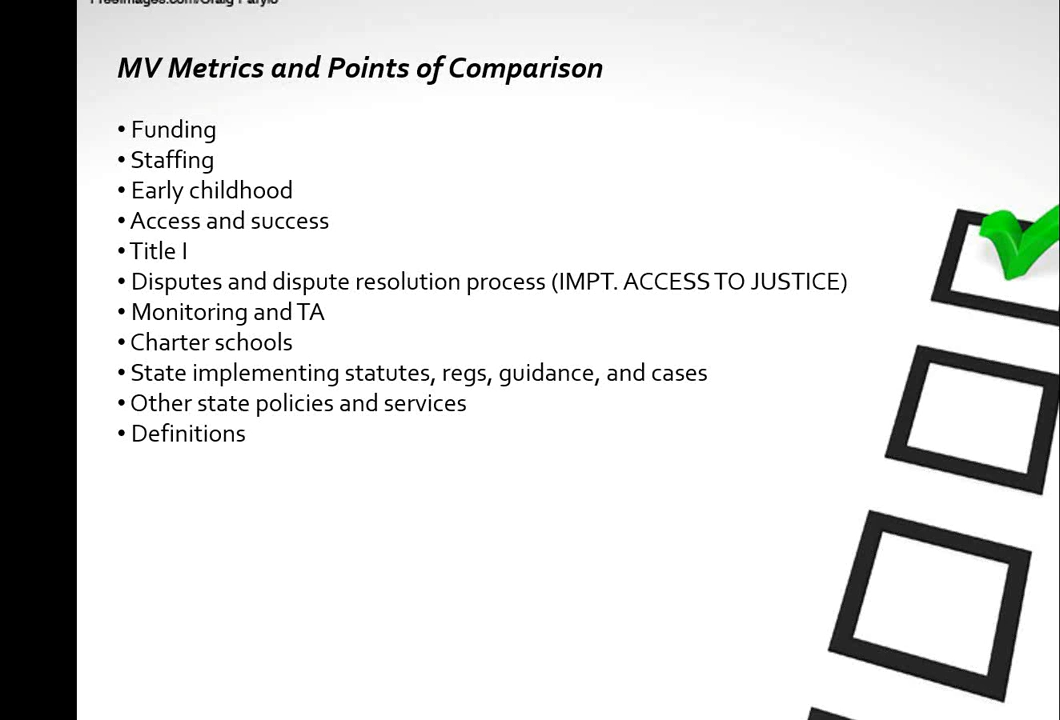 MV Metrics and Points of Comparison
• Funding
• Staffing
• Early childhood
• Access and success
• Title I
• Disputes and dispute resolution process (IMPT. ACCESS TO JUSTICE)
• Monitoring and TA
• Charter schools
• State implementing statutes, regs, guidance, and cases
• Other state policies and services
• Definitions